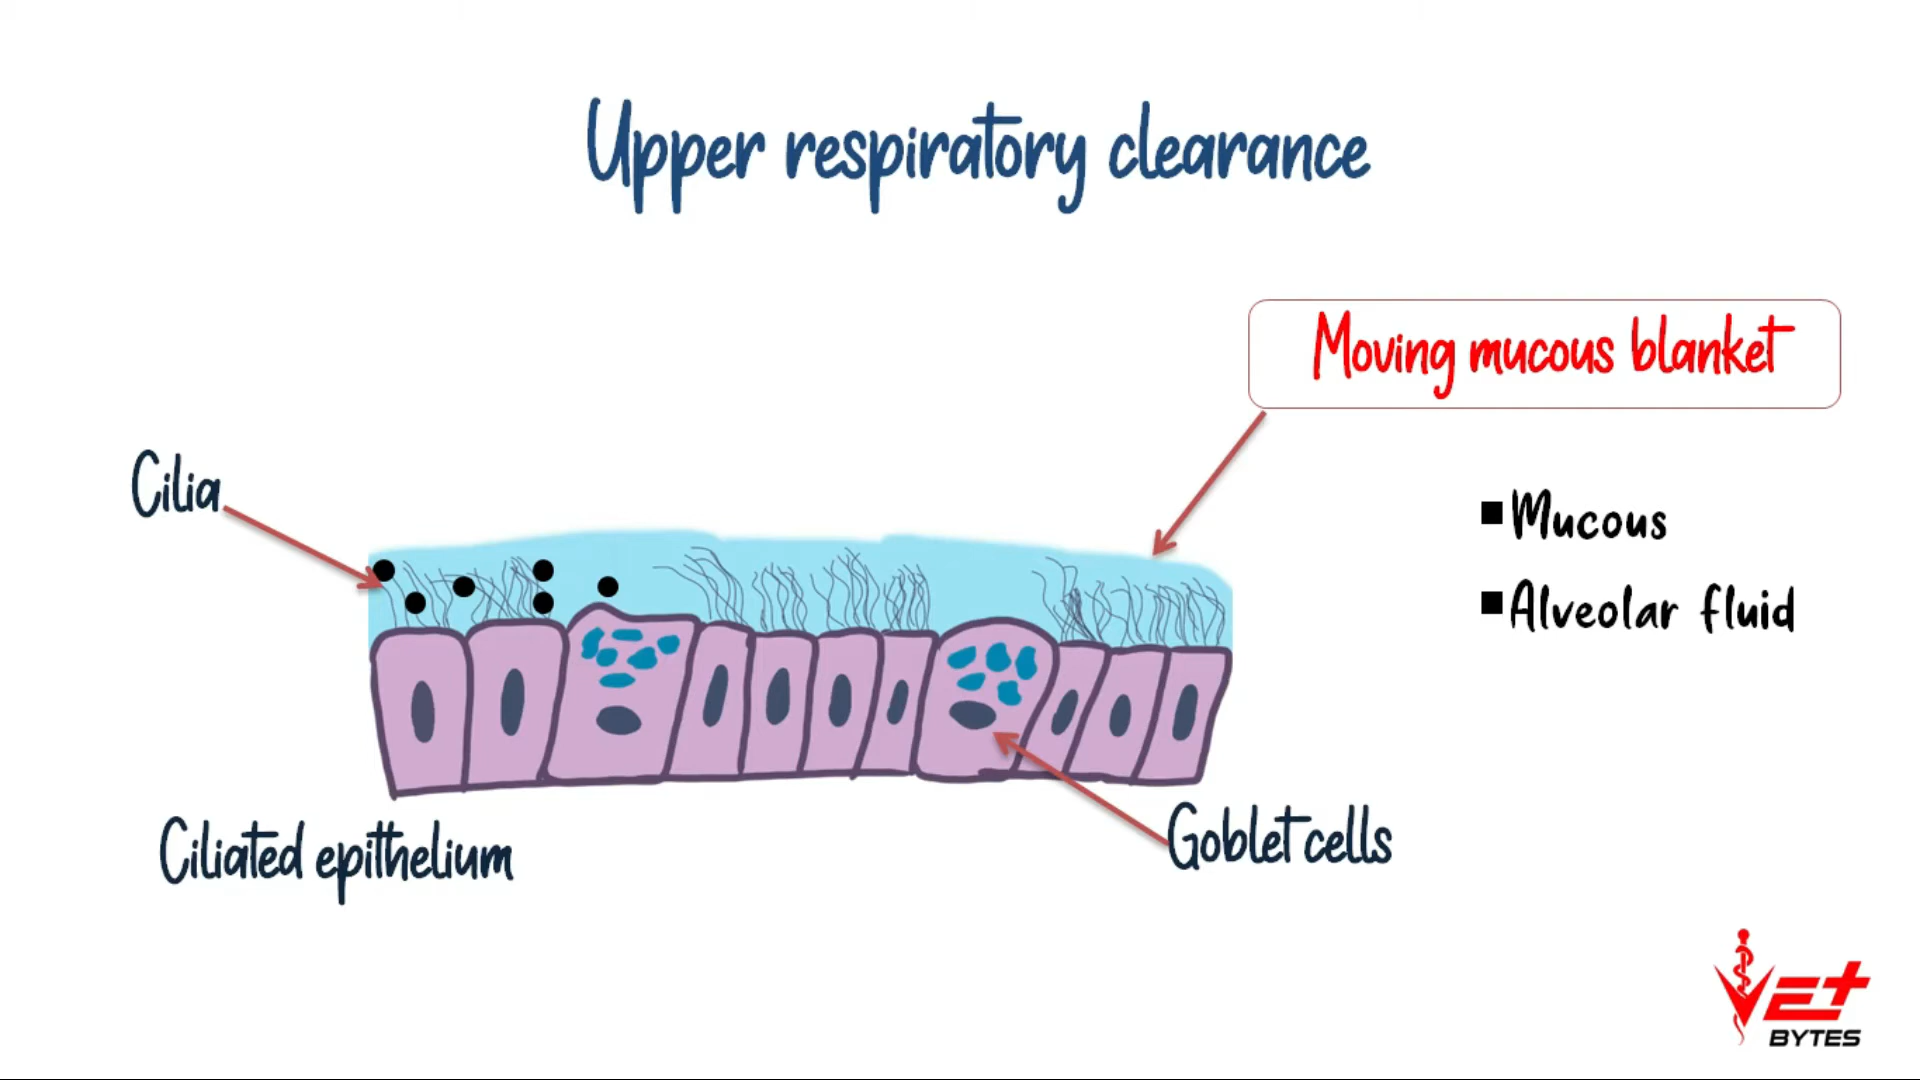 Upper respiratory clearance
Moving mucous blanket
Cilia
Mucous
Alveolar fluid
Goblet cells
Ciliated epithelium
VET+
BYTES